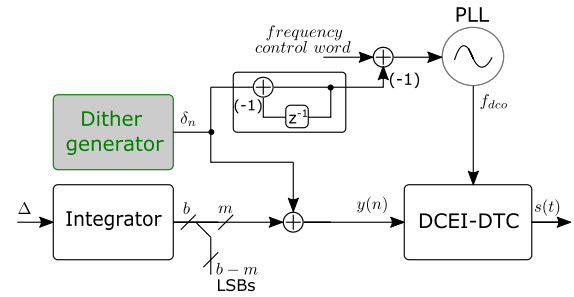 PLL
frequency
control word
(-1)
(-1)
z⁻¹
f_dco
Dither
generator
δₙ
Δ
Integrator
b
m
y(n)
DCEI-DTC
s(t)
b − m
LSBs